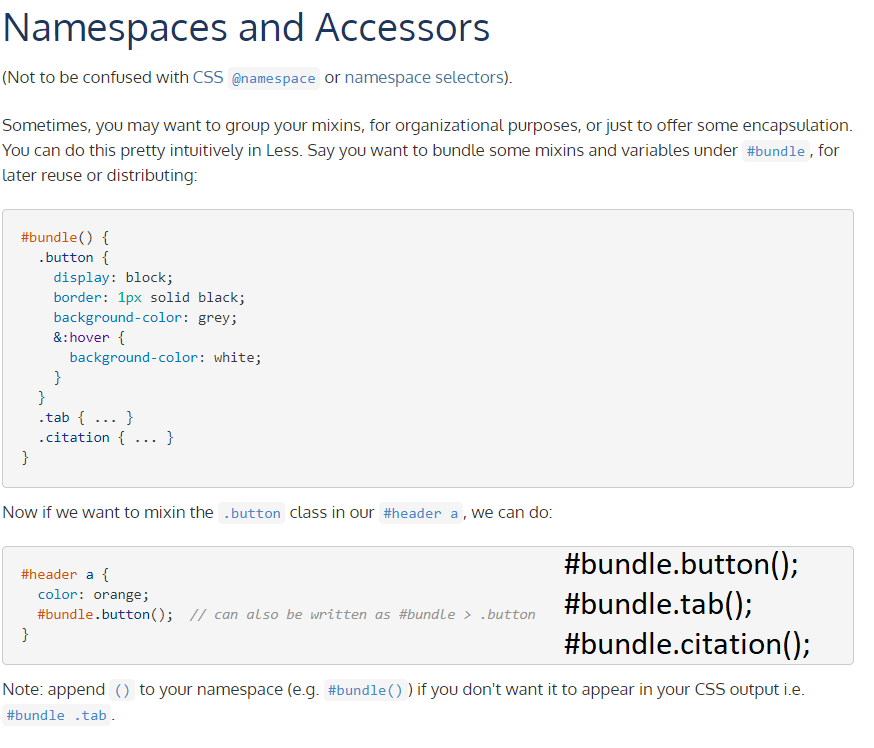 Namespaces and Accessors
(Not to be confused with CSS @namespace or namespace selectors).
Sometimes, you may want to group your mixins, for organizational purposes, or just to offer some encapsulation.
You can do this pretty intuitively in Less. Say you want to bundle some mixins and variables under #bundle, for
later reuse or distributing:
#bundle() {
  .button {
    display: block;
    border: 1px solid black;
    background-color: grey;
    &:hover {
      background-color: white;
    }
  }
  .tab { ... }
  .citation { ... }
}
Now if we want to mixin the .button class in our #header a, we can do:
#header a {
  color: orange;
  #bundle.button();  // can also be written as #bundle > .button
}
#bundle.button();
#bundle.tab();
#bundle.citation();
Note: append () to your namespace (e.g. #bundle()) if you don't want it to appear in your CSS output i.e.
#bundle .tab.